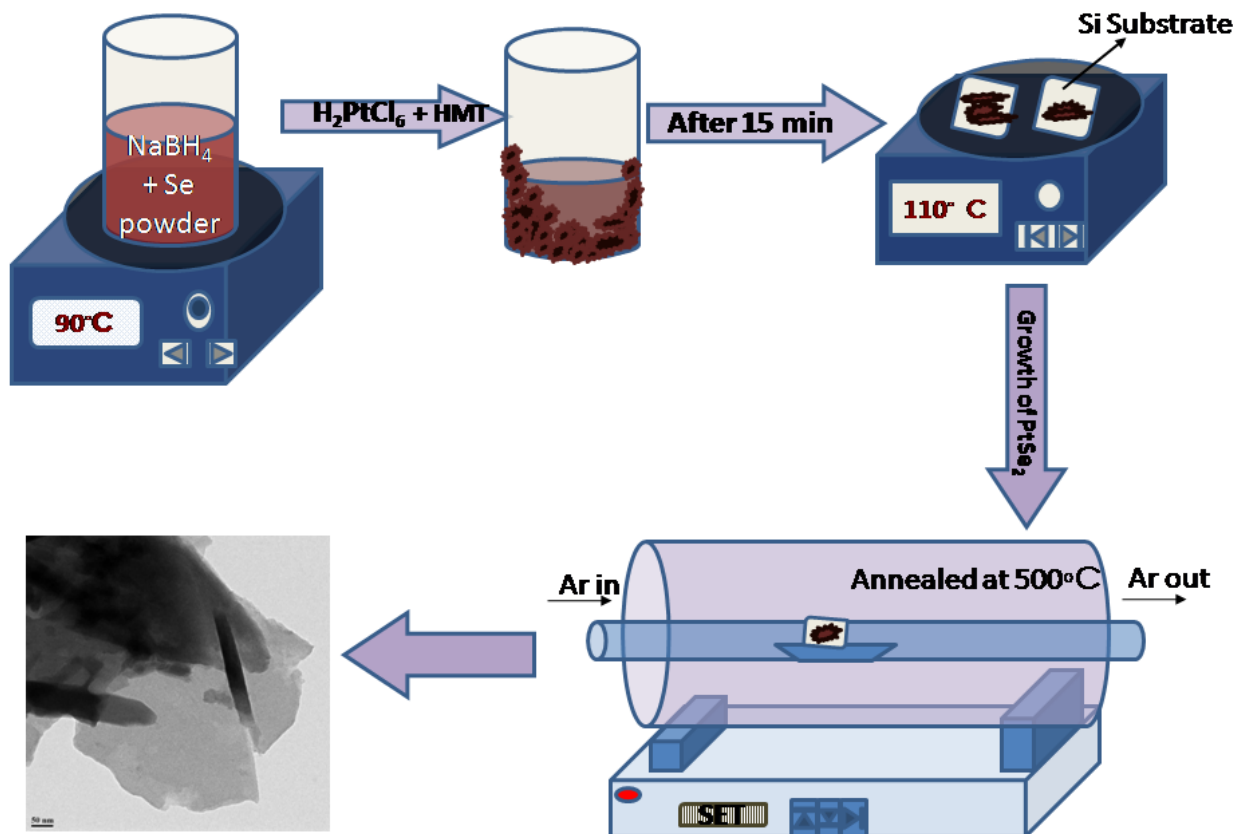 Si Substrate
H₂PtCl₆ + HMT
After 15 min
NaBH₄
+ Se
powder
110° C
90°C
Growth of PtSe₂
Annealed at 500°C
Ar in
Ar out
SET
50 nm